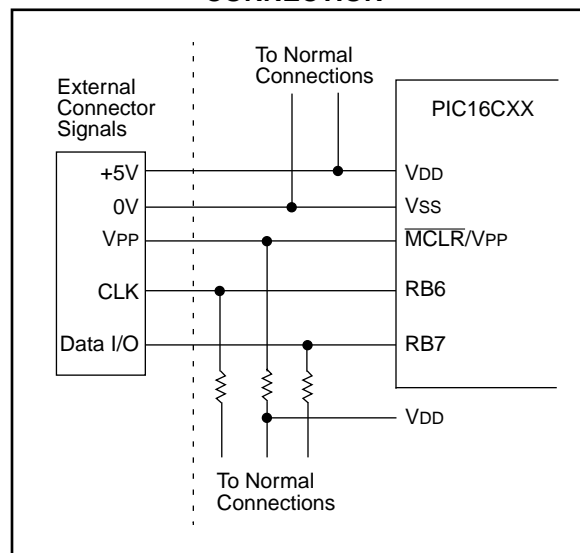 CONNECTION
To Normal
Connections
External
Connector
Signals
PIC16CXX
+5V
VDD
0V
VSS
VPP
MCLR/VPP
CLK
RB6
Data I/O
RB7
VDD
To Normal
Connections